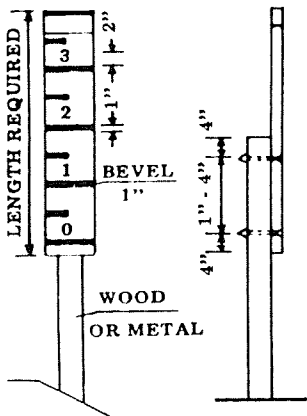 LENGTH REQUIRED
3
2
1
0
2"
1"
BEVEL
1"
WOOD
OR METAL
4"
1" - 4"
4"